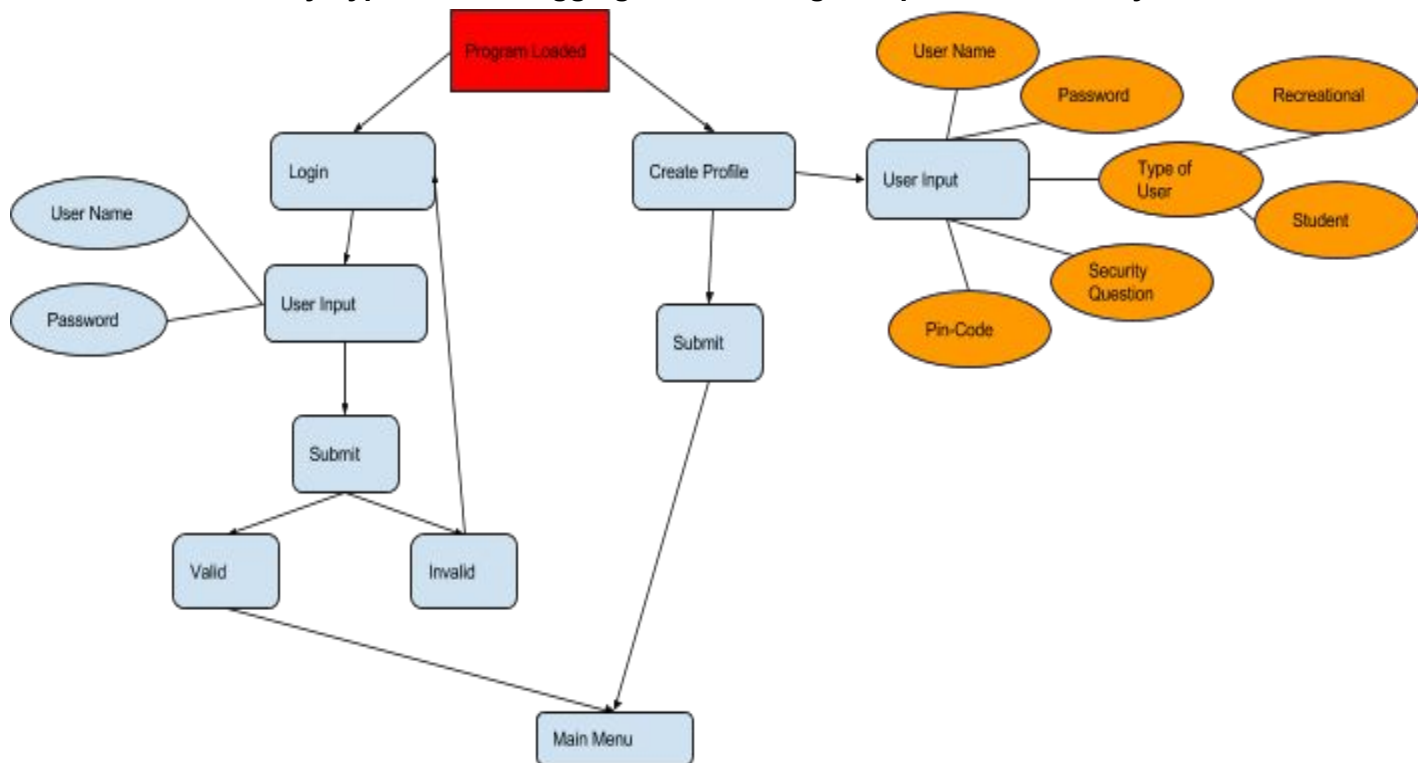 Program Loaded
User Name
Password
Recreational
Login
Create Profile
User Input
Type of
User
User Name
Student
Security
Question
User Input
Password
Pin-Code
Submit
Submit
Valid
Invalid
Main Menu